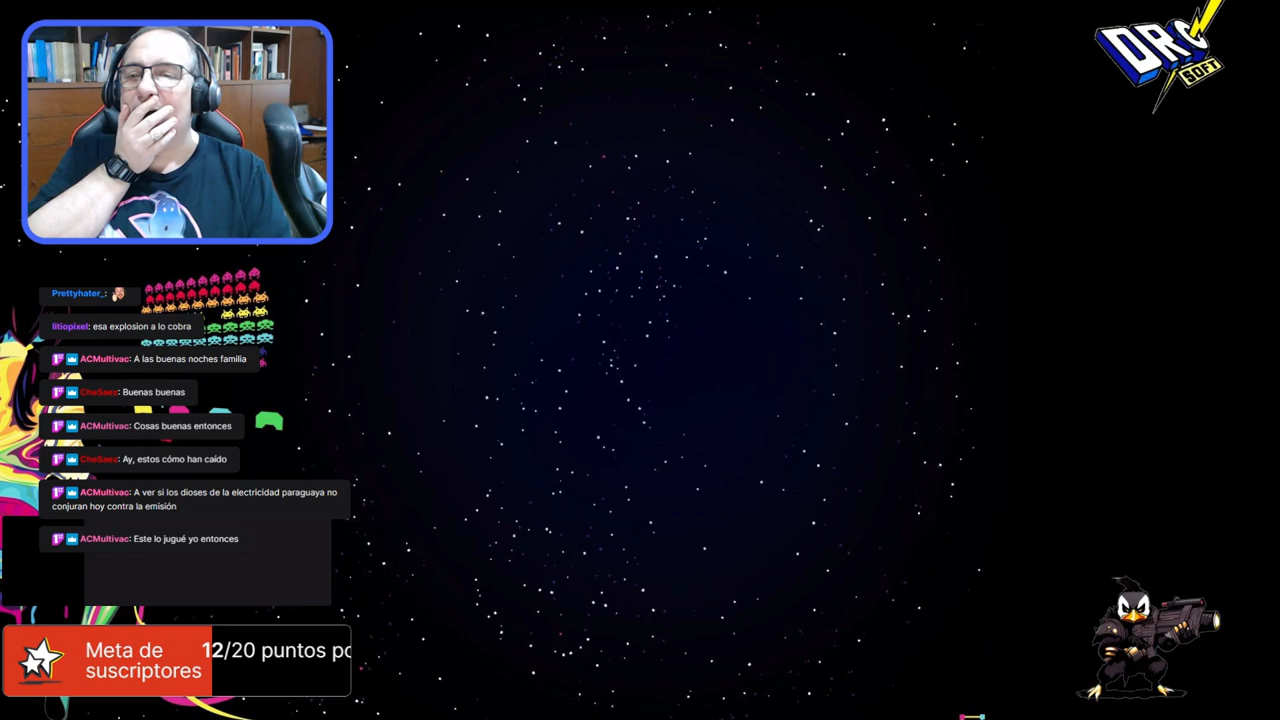 DRO
SOFT
Prettyhater_:
litiopixel: esa explosion a lo cobra
ACMultivac: A las buenas noches familia
CheSaez: Buenas buenas
ACMultivac: Cosas buenas entonces
CheSaez: Ay, estos cómo han caído
ACMultivac: A ver si los dioses de la electricidad paraguaya no
conjuran hoy contra la emisión
ACMultivac: Este lo jugué yo entonces
Meta de
suscriptores
12/20 puntos po